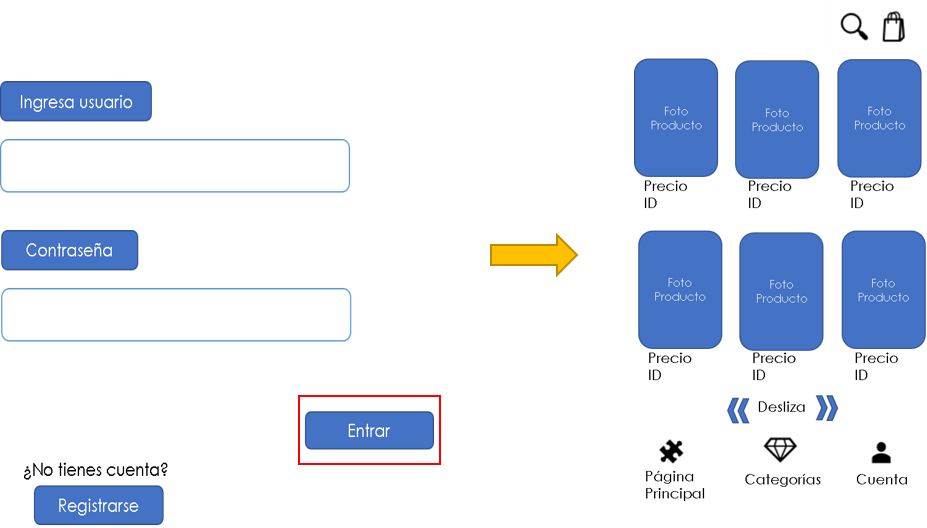 Ingresa usuario
Contraseña
Entrar
¿No tienes cuenta?
Registrarse
Foto
Producto
Foto
Producto
Foto
Producto
Precio
ID
Precio
ID
Precio
ID
Foto
Producto
Foto
Producto
Foto
Producto
Precio
ID
Precio
ID
Precio
ID
Desliza
Página
Principal
Categorías
Cuenta